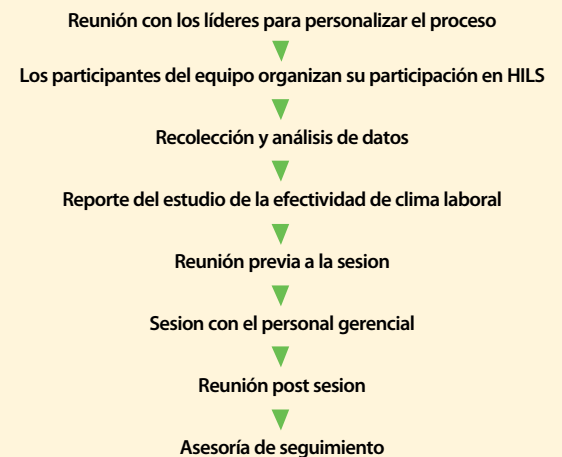 Reunión con los líderes para personalizar el proceso
Los participantes del equipo organizan su participación en HILS
Recolección y análisis de datos
Reporte del estudio de la efectividad de clima laboral
Reunión previa a la sesion
Sesion con el personal gerencial
Reunión post sesion
Asesoría de seguimiento